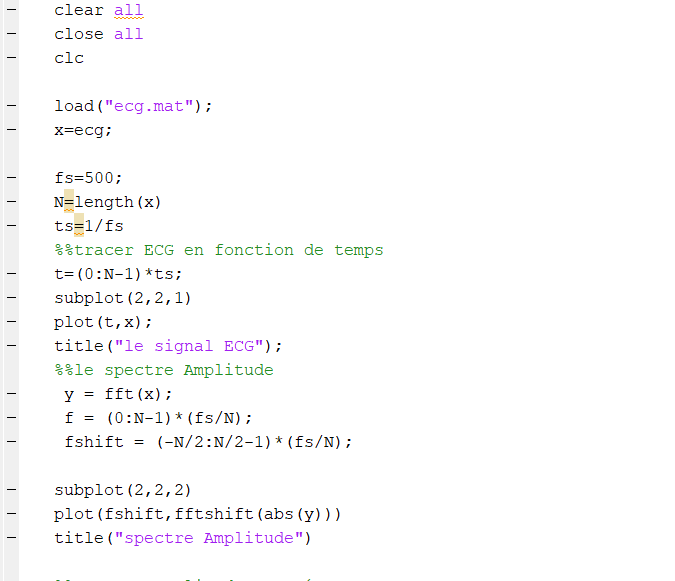 clear all
close all
clc
load("ecg.mat");
x=ecg;
fs=500;
N=length(x)
ts=1/fs
%%tracer ECG en fonction de temps
t=(0:N-1)*ts;
subplot(2,2,1)
plot(t,x);
title("le signal ECG");
%%le spectre Amplitude
y = fft(x);
f = (0:N-1)*(fs/N);
fshift = (-N/2:N/2-1)*(fs/N);
subplot(2,2,2)
plot(fshift,fftshift(abs(y)))
title("spectre Amplitude")